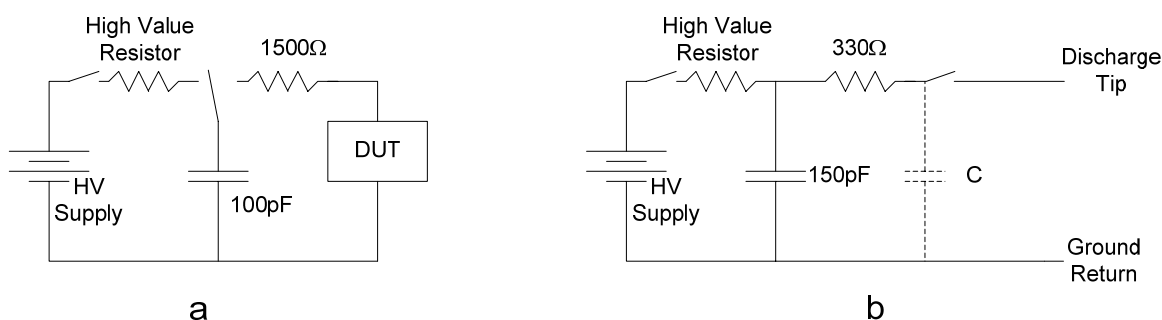 High Value
Resistor
1500Ω
DUT
HV
Supply
100pF
a
High Value
Resistor
330Ω
Discharge
Tip
150pF
C
HV
Supply
Ground
Return
b